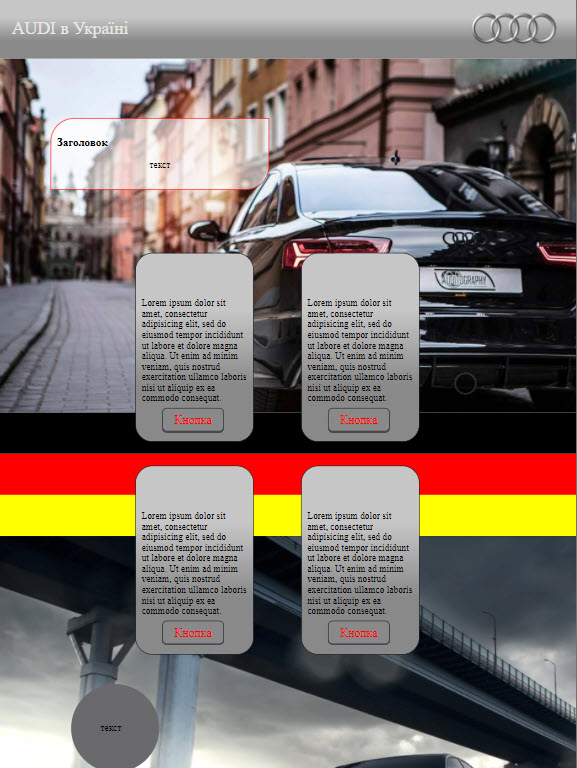 AUDI в Україні
Заголовок
текст
Lorem ipsum dolor sit
amet, consectetur
adipisicing elit, sed do
eiusmod tempor incididunt
ut labore et dolore magna
aliqua. Ut enim ad minim
veniam, quis nostrud
exercitation ullamco laboris
nisi ut aliquip ex ea
commodo consequat.
Кнопка
Lorem ipsum dolor sit
amet, consectetur
adipisicing elit, sed do
eiusmod tempor incididunt
ut labore et dolore magna
aliqua. Ut enim ad minim
veniam, quis nostrud
exercitation ullamco laboris
nisi ut aliquip ex ea
commodo consequat.
Кнопка
Lorem ipsum dolor sit
amet, consectetur
adipisicing elit, sed do
eiusmod tempor incididunt
ut labore et dolore magna
aliqua. Ut enim ad minim
veniam, quis nostrud
exercitation ullamco laboris
nisi ut aliquip ex ea
commodo consequat.
Кнопка
Lorem ipsum dolor sit
amet, consectetur
adipisicing elit, sed do
eiusmod tempor incididunt
ut labore et dolore magna
aliqua. Ut enim ad minim
veniam, quis nostrud
exercitation ullamco laboris
nisi ut aliquip ex ea
commodo consequat.
Кнопка
текст